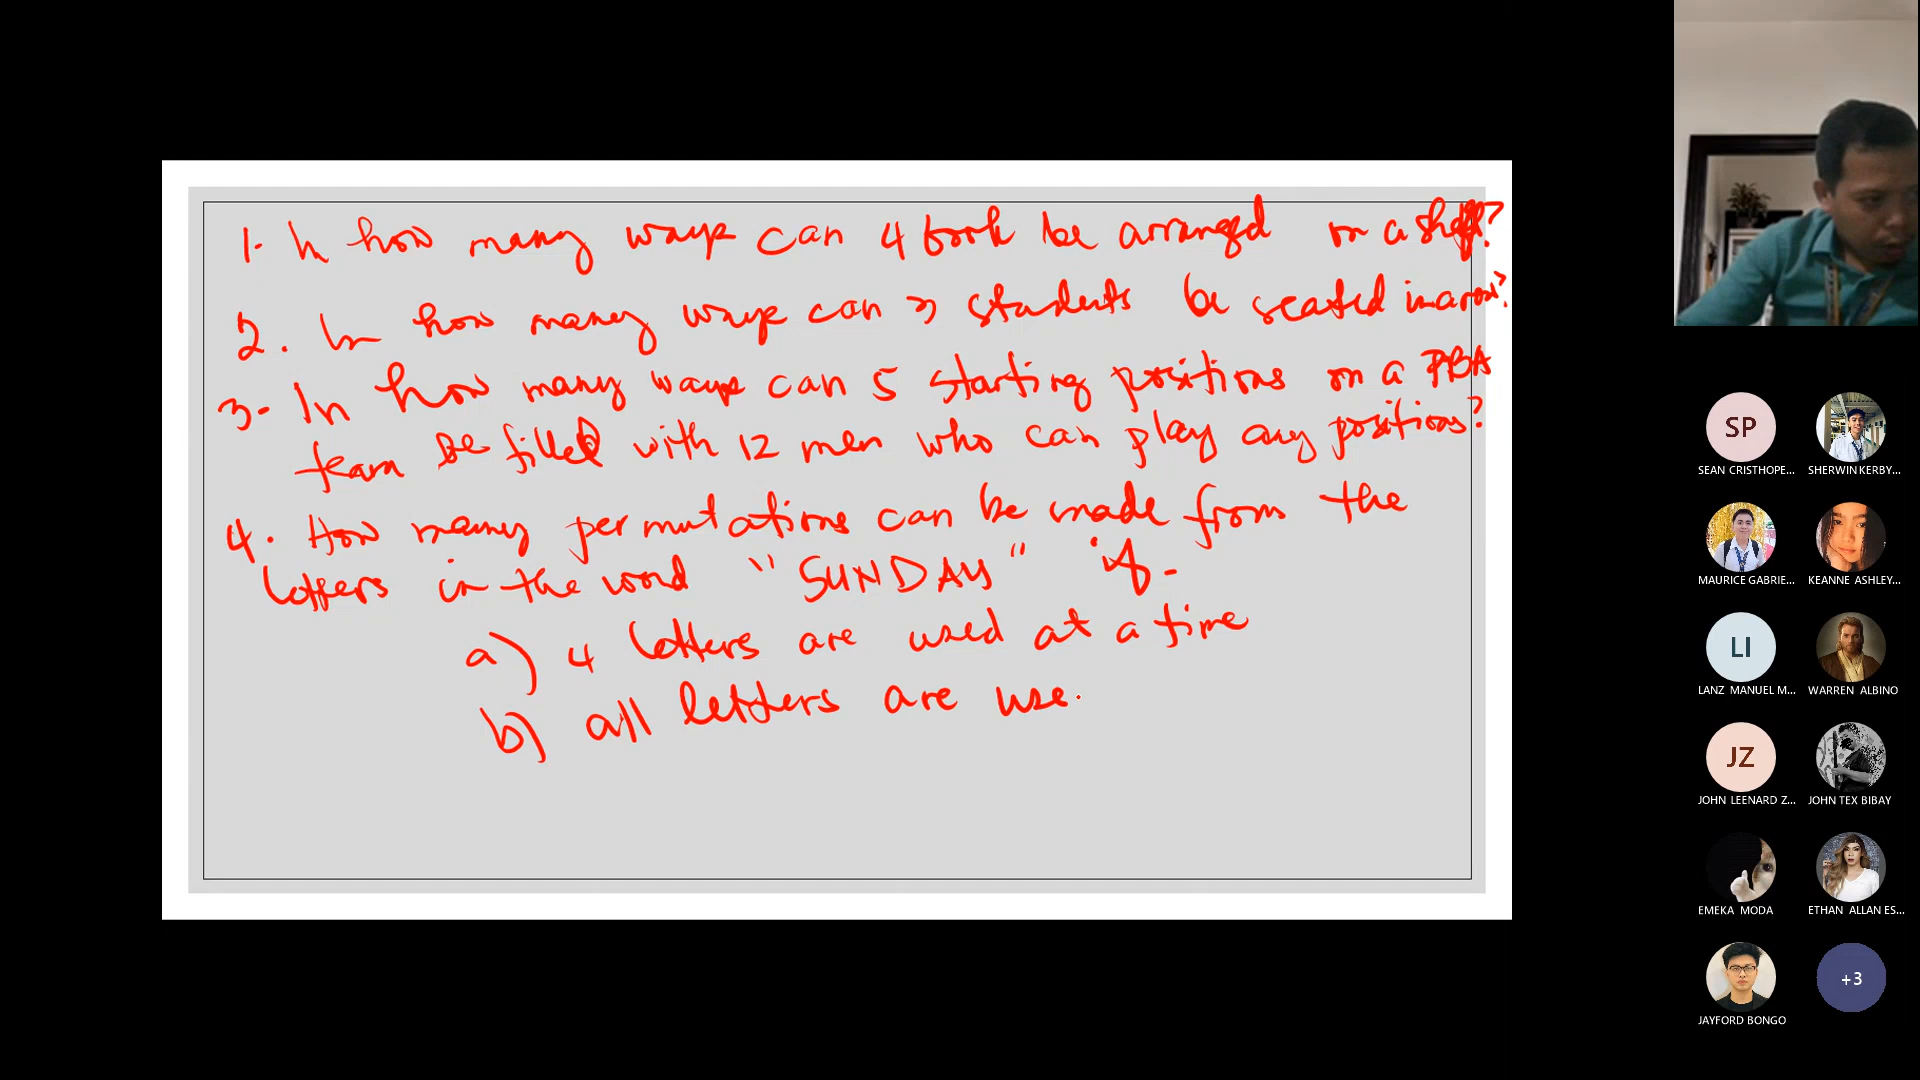 1. In how many ways can 4 book be arranged on a shelf?
2. In how many ways can students be seated in a row?
3. In how many ways can 5 starting positions on a PBA
team be filled with 12 men who can play any positions?
4. How many permutations can be made from the
letters in the word "SUNDAY" if.
a) 4 letters are used at a time
b) all letters are use
SP
SEAN CRISTHOPE...
SHERWIN KERBY...
MAURICE GABRIE...
KEANNE ASHLEY...
LI
LANZ MANUEL M...
WARREN ALBINO
JZ
JOHN LEENARD Z...
JOHN TEX BIBAY
EMEKA MODA
ETHAN ALLAN ES...
JAYFORD BONGO
+3